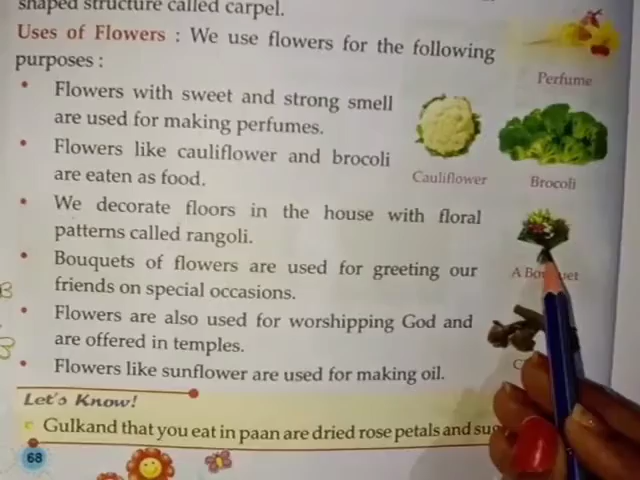 shaped structure called carpel.
Uses of Flowers : We use flowers for the following
purposes :
Perfume
• Flowers with sweet and strong smell
are used for making perfumes.
• Flowers like cauliflower and brocoli
are eaten as food.
Cauliflower
Brocoli
• We decorate floors in the house with floral
patterns called rangoli.
• Bouquets of flowers are used for greeting our
friends on special occasions.
A
• Flowers are also used for worshipping God and
are offered in temples.
• Flowers like sunflower are used for making oil.
Let's Know!
Gulkand that you eat in paan are dried rose petals and
68